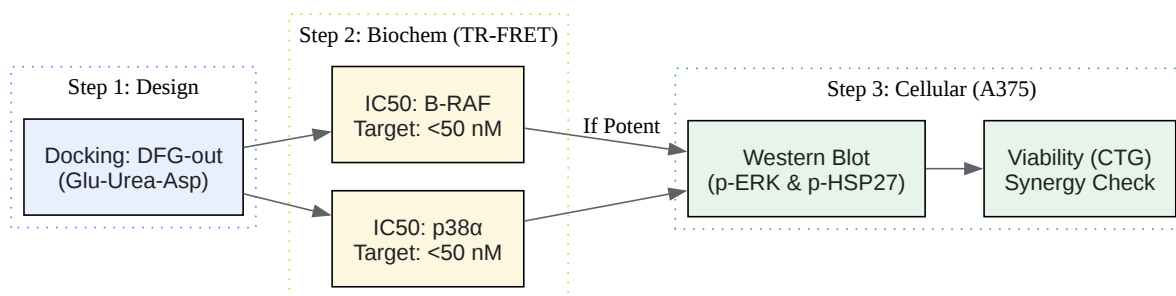 Step 1: Design
Docking: DFG-out
(Glu-Urea-Asp)
Step 2: Biochem (TR-FRET)
IC50: B-RAF
Target: <50 nM
IC50: p38α
Target: <50 nM
If Potent
Step 3: Cellular (A375)
Western Blot
(p-ERK & p-HSP27)
Viability (CTG)
Synergy Check